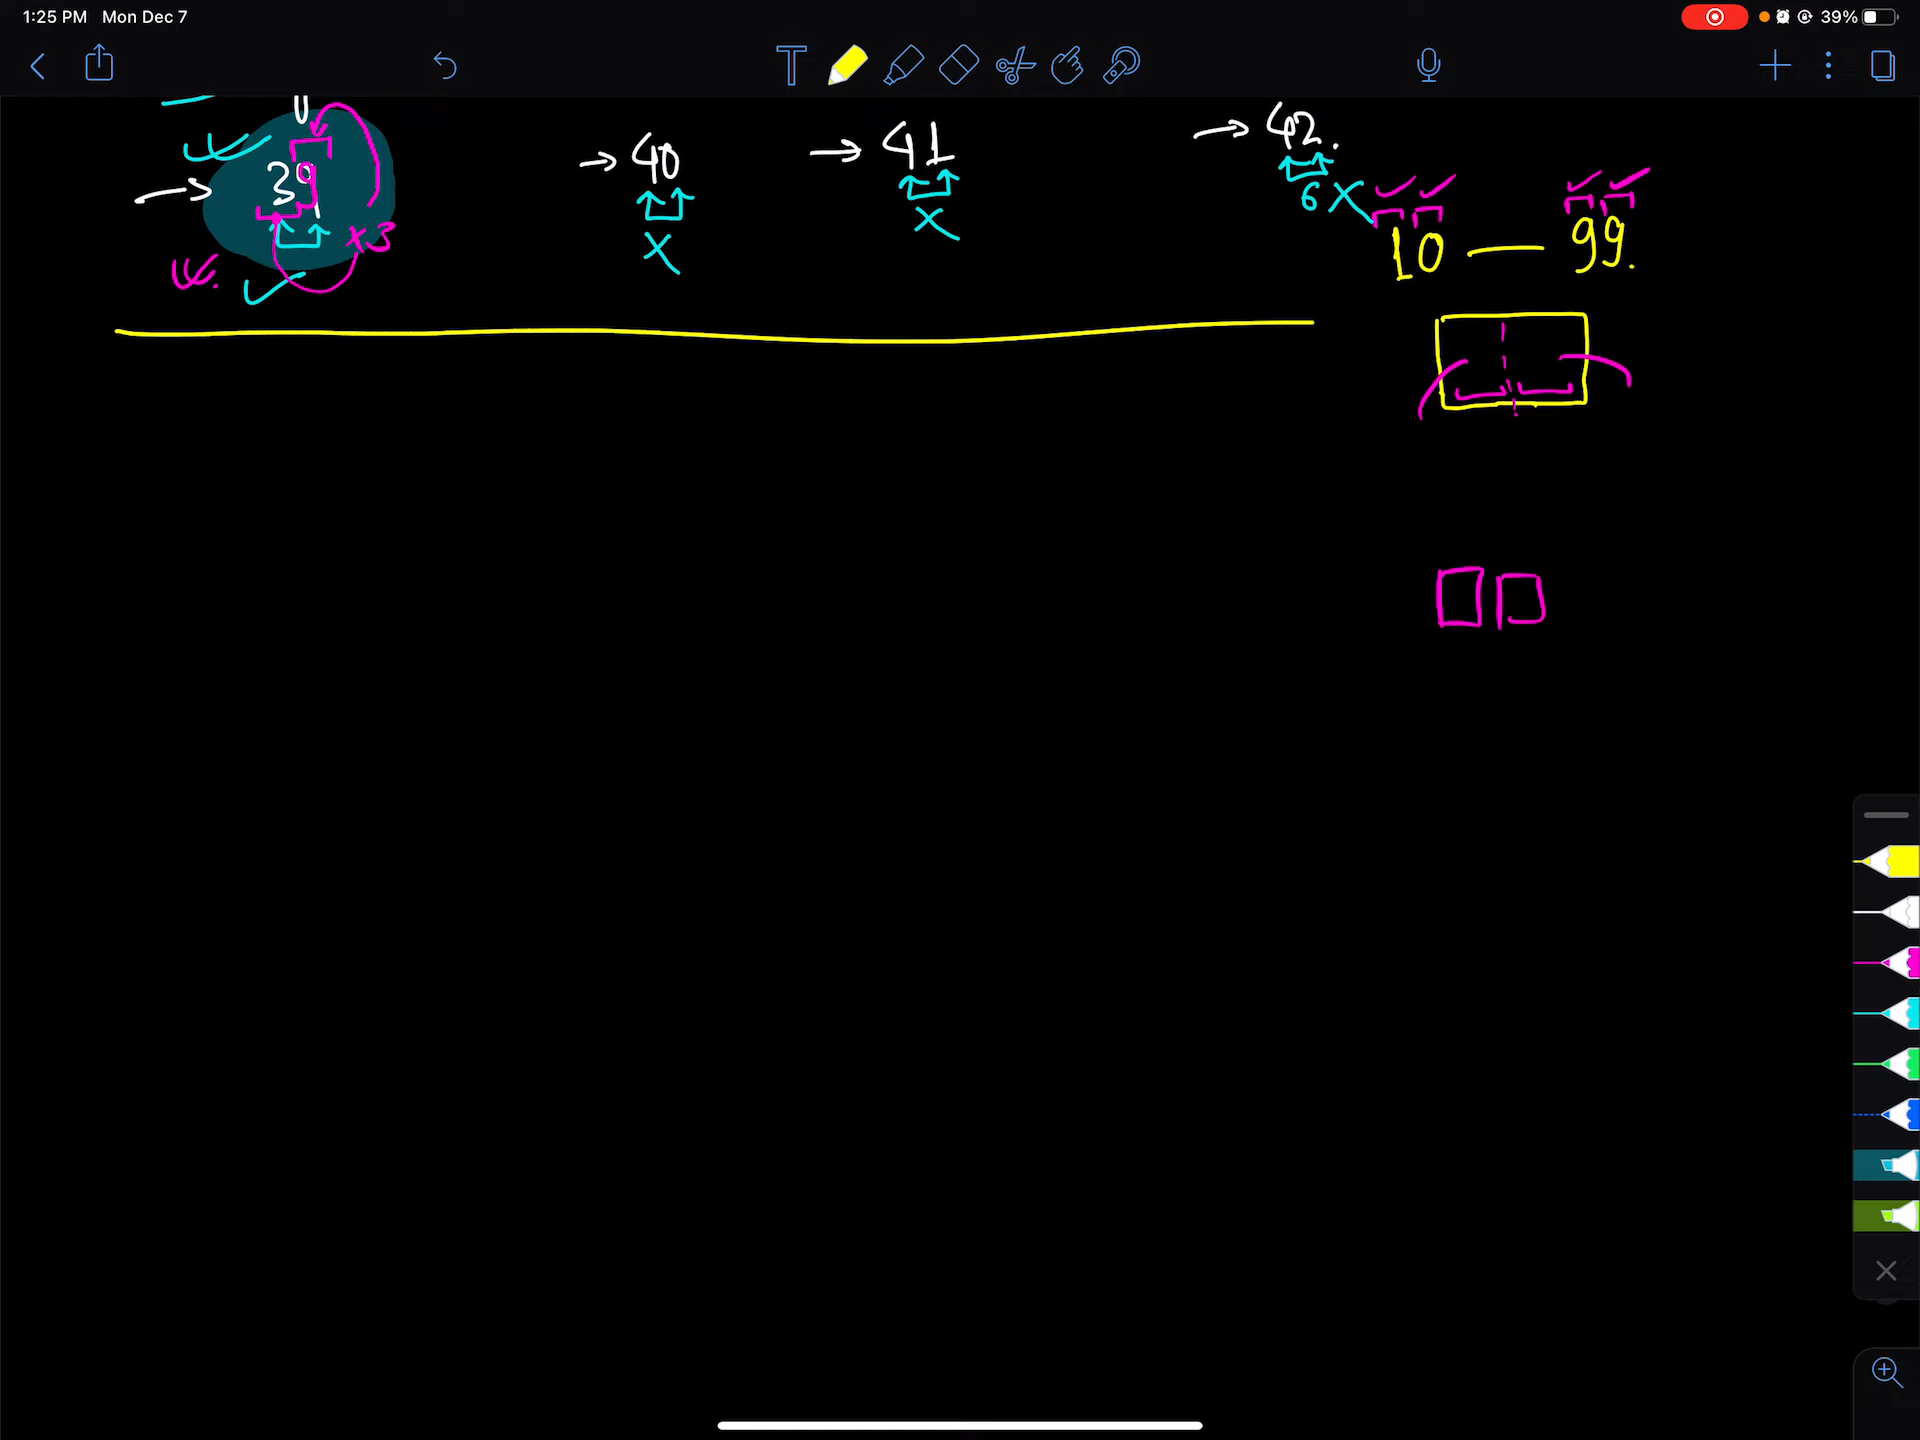 1:25 PM Mon Dec 7
39%
→ 39 → 40 → 41 → 42.
x3
X X 6 X
10 — 99.